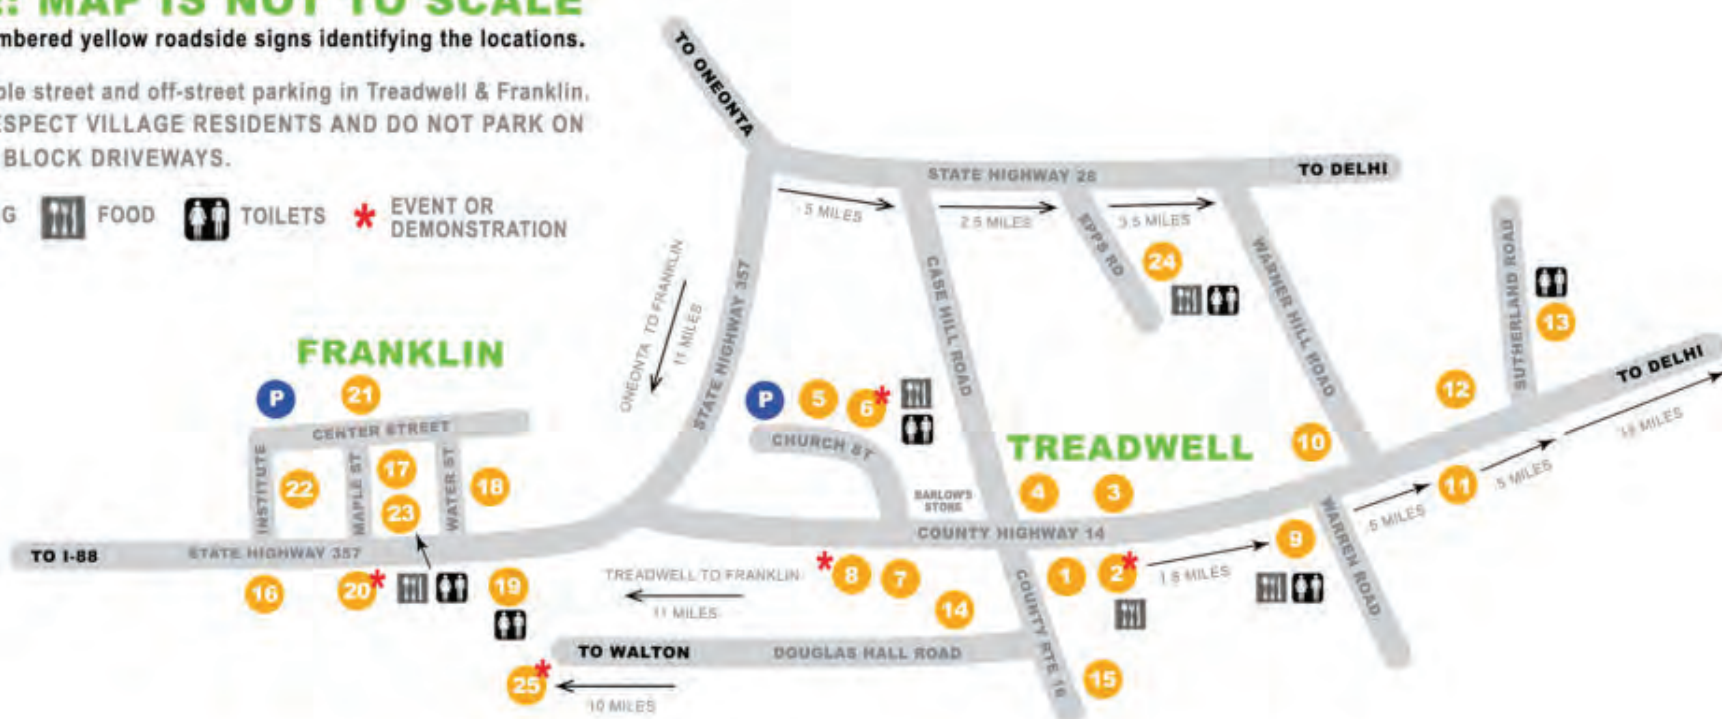 : MAP IS NOT TO SCALE
mbered yellow roadside signs identifying the locations.
ple street and off-street parking in Treadwell & Franklin.
ESPECT VILLAGE RESIDENTS AND DO NOT PARK ON
BLOCK DRIVEWAYS.
G FOOD TOILETS * EVENT OR
DEMONSTRATION
TO ONEONTA
STATE HIGHWAY 28
TO DELHI
5 MILES
2.5 MILES
3.5 MILES
EPPS RD
24
ONEONTA TO FRANKLIN
11 MILES
STATE HIGHWAY 357
CASE HILL ROAD
WARNER HILL ROAD
SUTHERLAND ROAD
13
12
TO DELHI
FRANKLIN
P
21
CENTER STREET
INSTITUTE
22
MAPLE ST
17
23
WATER ST
18
TO I-88
STATE HIGHWAY 357
16
20*
19
P
5
6*
CHURCH ST
BARLOW'S
STORE
TREADWELL
4
3
10
COUNTY HIGHWAY 14
11
.5 MILES
.5 MILES
TREADWELL TO FRANKLIN
11 MILES
*8
7
14
1
2*
1.8 MILES
9
WARREN ROAD
COUNTY RTE 16
15
TO WALTON
DOUGLAS HALL ROAD
25*
10 MILES